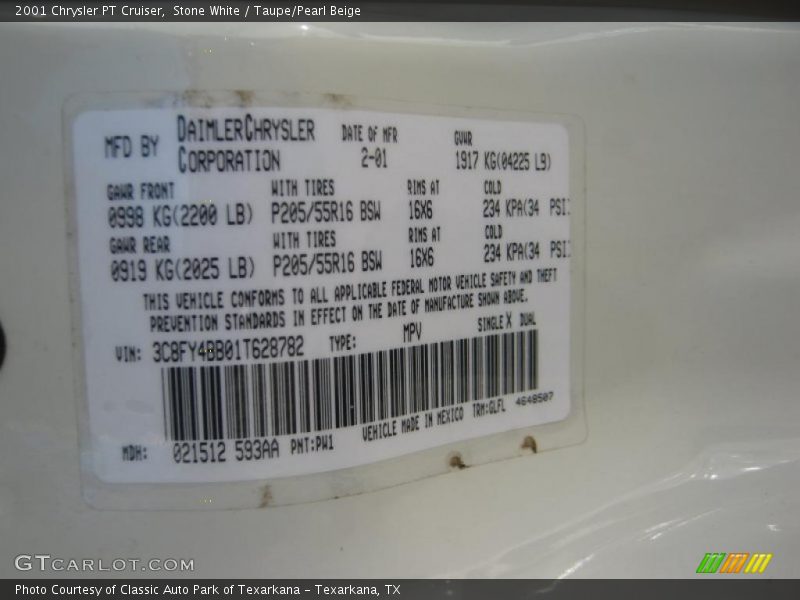 2001 Chrysler PT Cruiser, Stone White / Taupe/Pearl Beige
MFD BY DAIMLERCHRYSLER CORPORATION DATE OF MFR 2-01 GVWR 1917 KG(04225 LB)
GAWR FRONT WITH TIRES RIMS AT COLD
0998 KG(2200 LB) P205/55R16 BSW 16X6 234 KPA(34 PSI
GAWR REAR WITH TIRES RIMS AT COLD
0919 KG(2025 LB) P205/55R16 BSW 16X6 234 KPA(34 PSI
THIS VEHICLE CONFORMS TO ALL APPLICABLE FEDERAL MOTOR VEHICLE SAFETY AND THEFT
PREVENTION STANDARDS IN EFFECT ON THE DATE OF MANUFACTURE SHOWN ABOVE.
VIN: 3C8FY4BB01T628782 TYPE: MPV SINGLE X DUAL
MDH: 021512 593AA PNT:PW1 VEHICLE MADE IN MEXICO TRM:GLFL 4648507
GTCARLOT.COM
Photo Courtesy of Classic Auto Park of Texarkana – Texarkana, TX